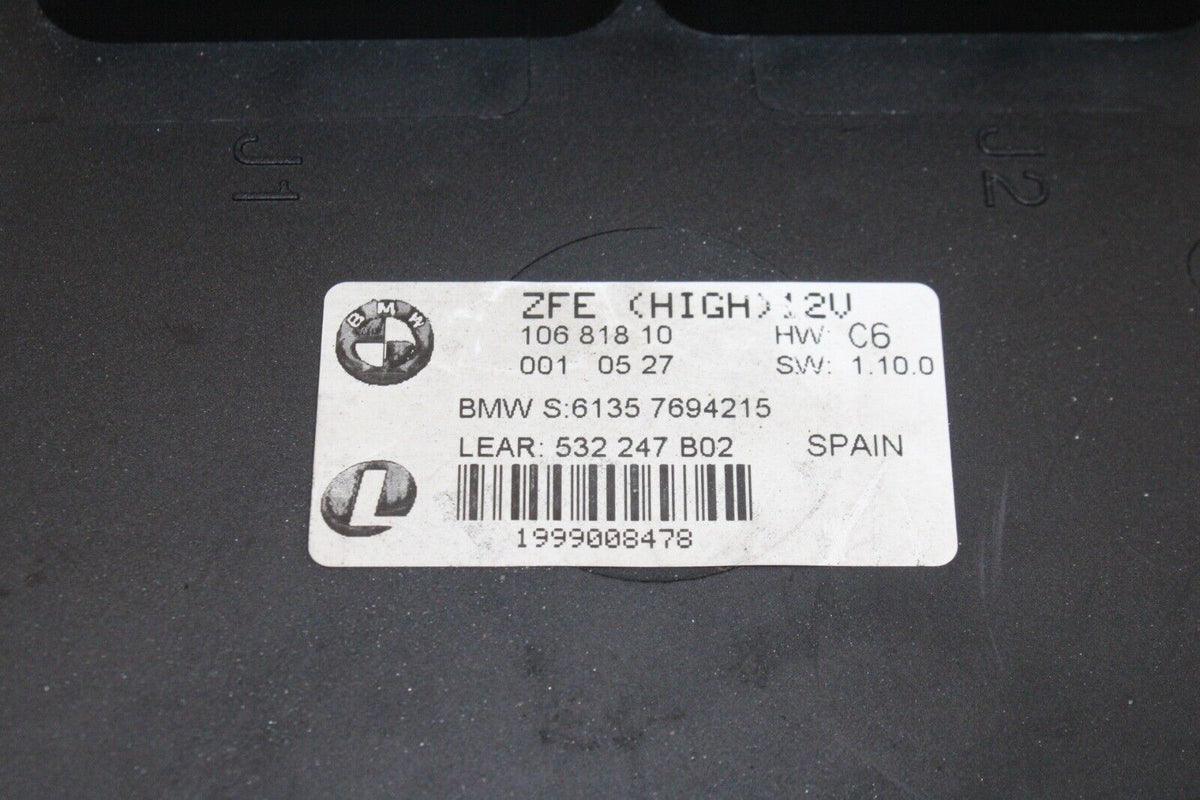 J1
J2
BMW
ZFE (HIGH)12V
106 818 10 HW: C6
001 05 27 SW: 1.10.0
BMW S:6135 7694215
LEAR: 532 247 B02 SPAIN
L
1999008478